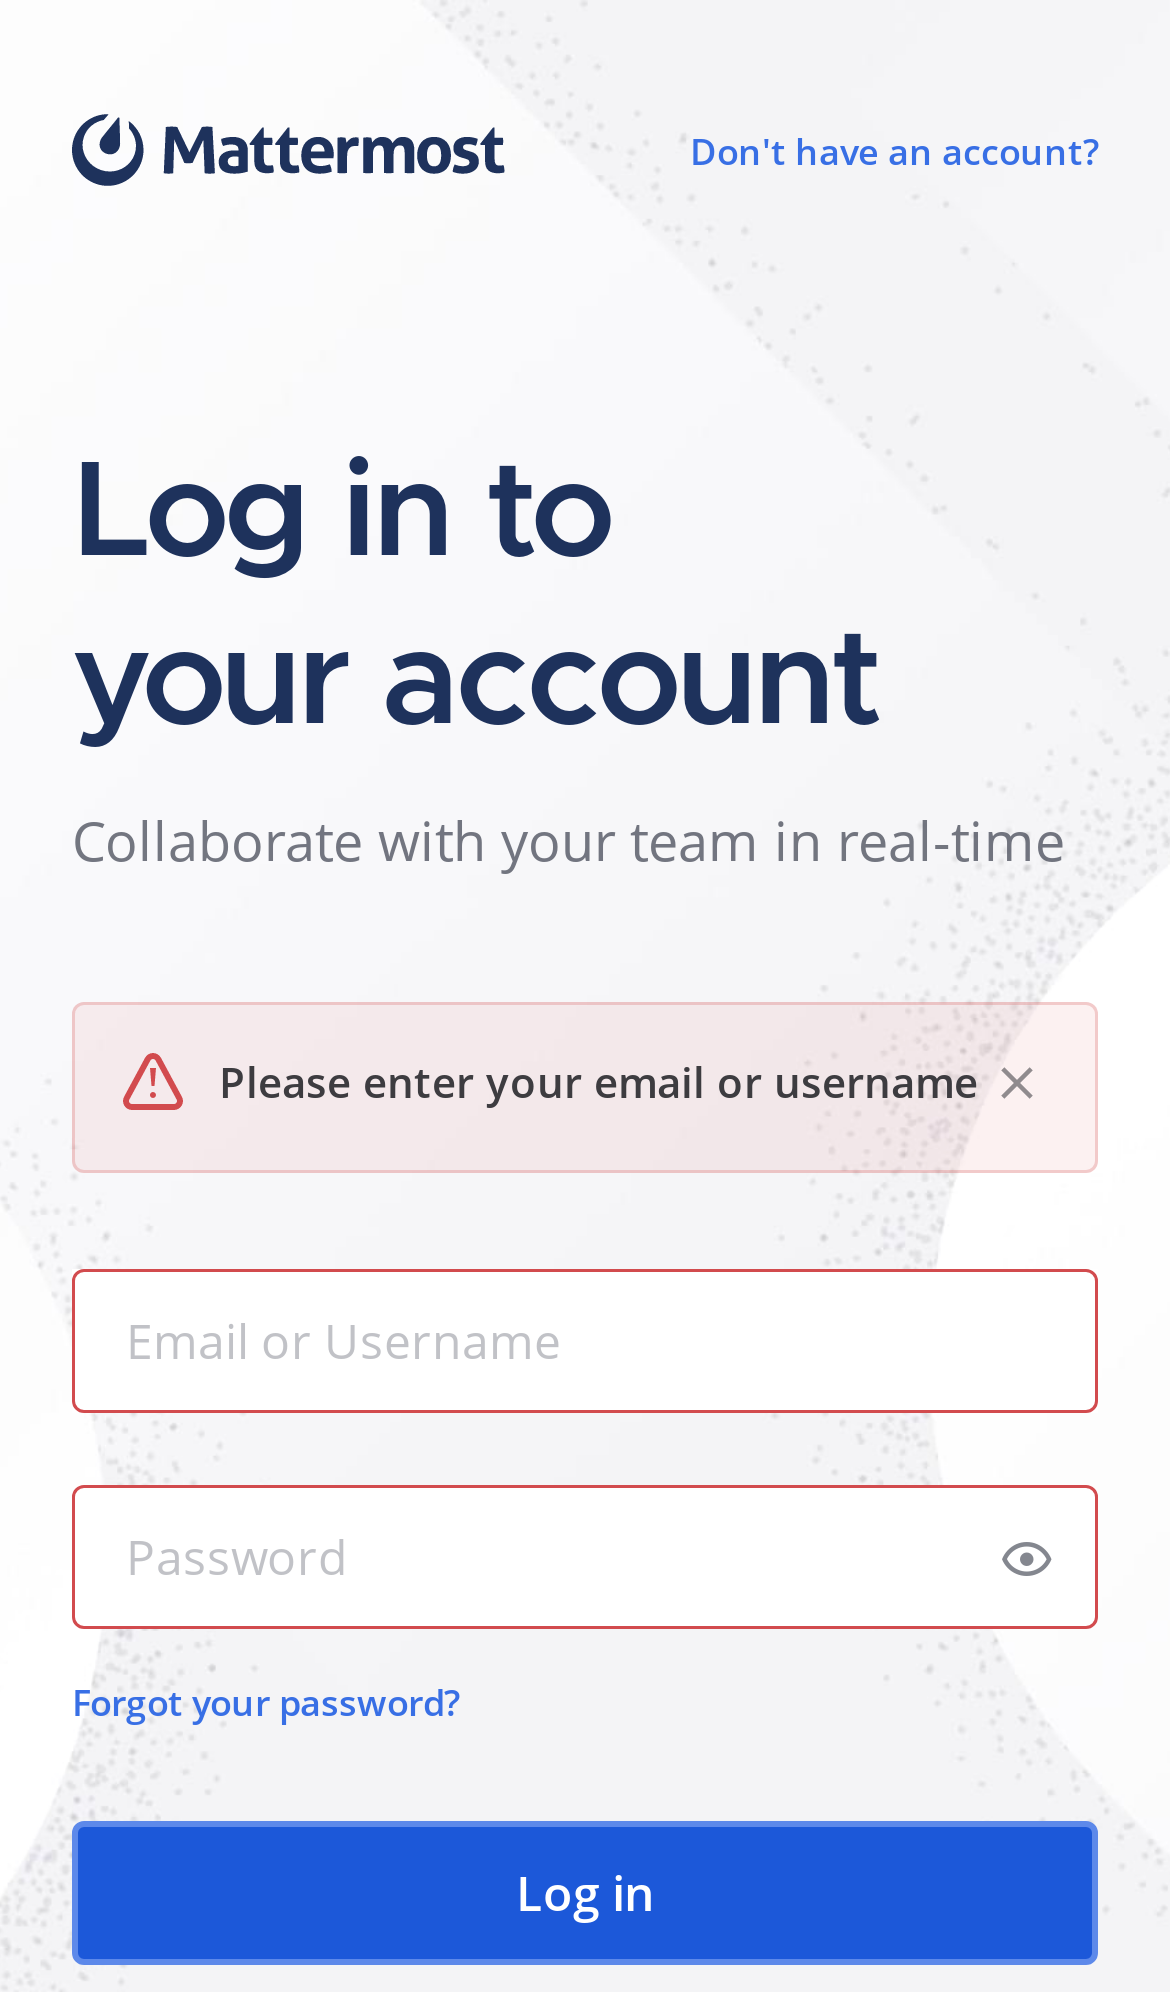 Mattermost
Don't have an account?
Log in to
your account
Collaborate with your team in real-time
Please enter your email or username
Email or Username
Password
Forgot your password?
Log in